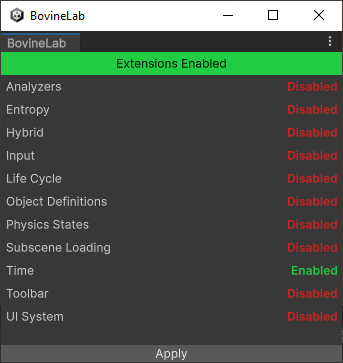 BovineLab
BovineLab
Extensions Enabled
Analyzers Disabled
Entropy Disabled
Hybrid Disabled
Input Disabled
Life Cycle Disabled
Object Definitions Disabled
Physics States Disabled
Subscene Loading Disabled
Time Enabled
Toolbar Disabled
UI System Disabled
Apply